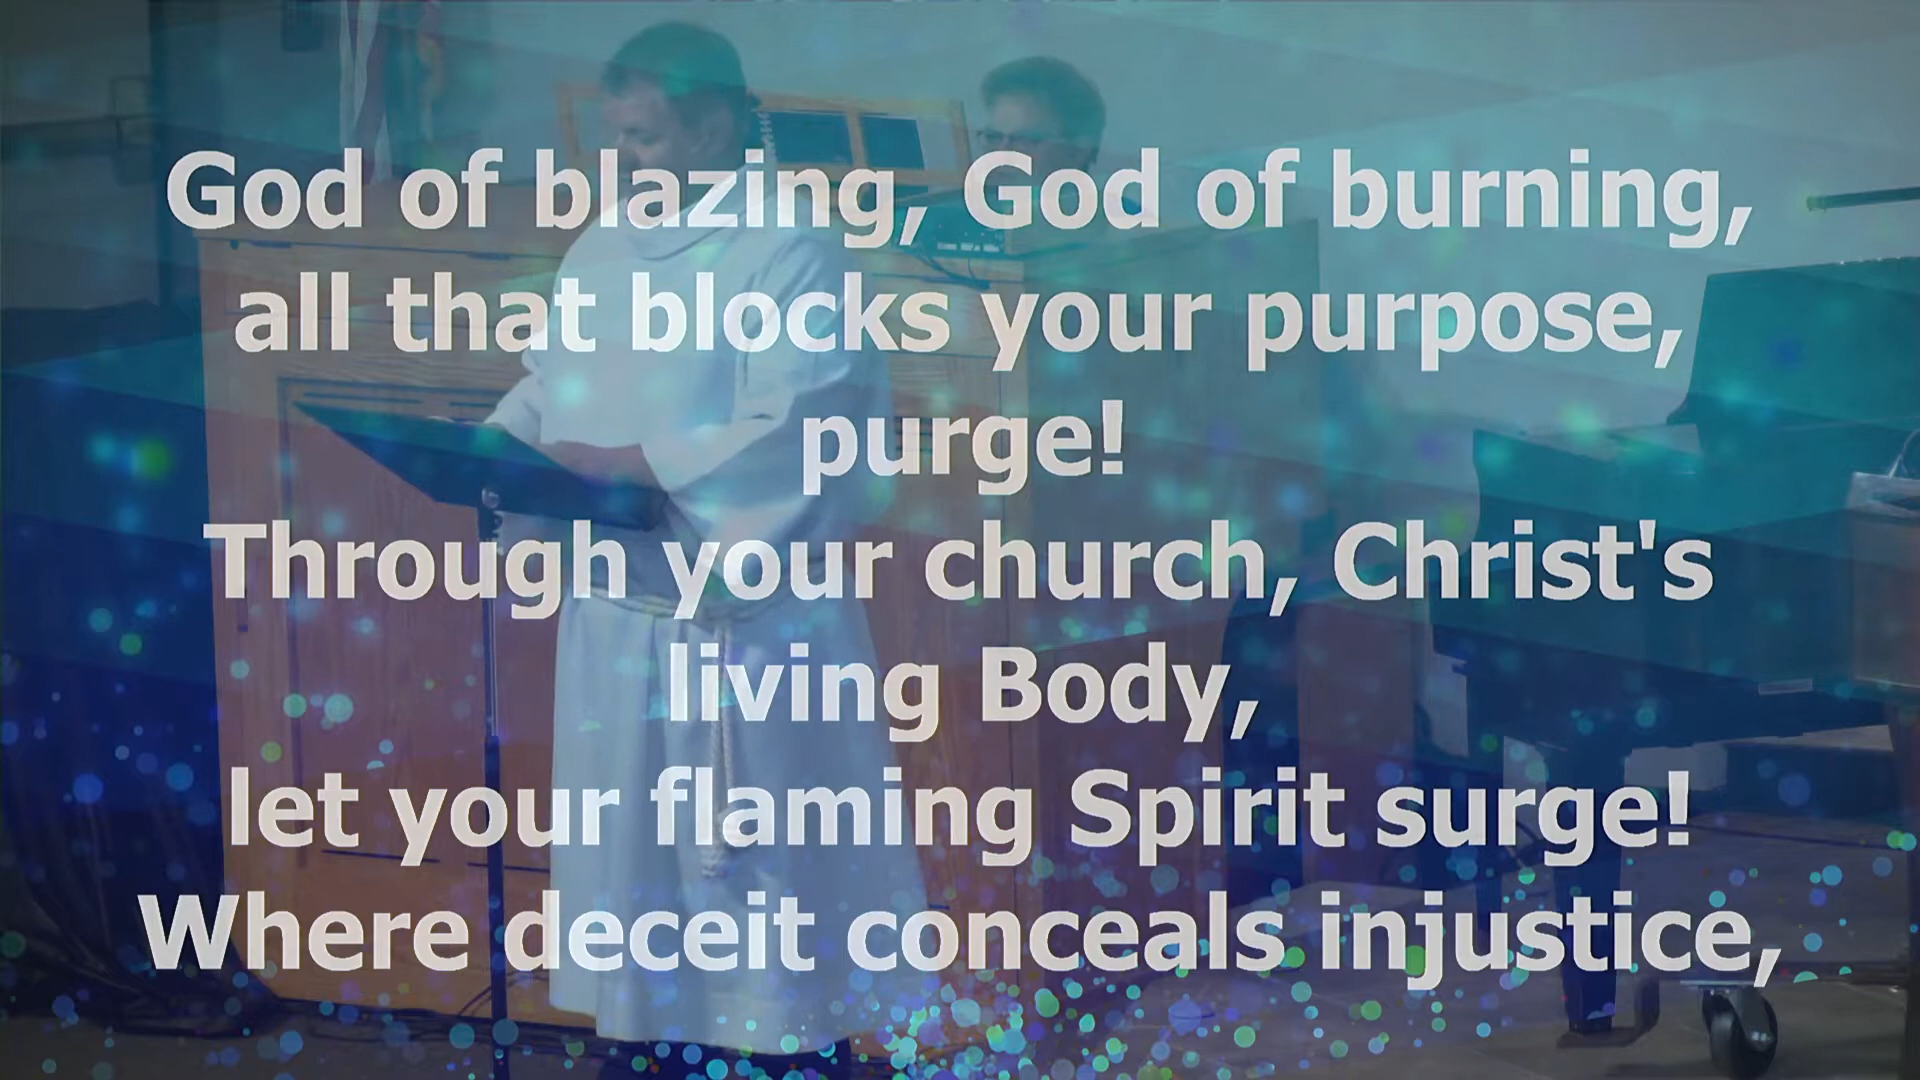 God of blazing, God of burning,
all that blocks your purpose,
purge!
Through your church, Christ's
living Body,
let your flaming Spirit surge!
Where deceit conceals injustice,